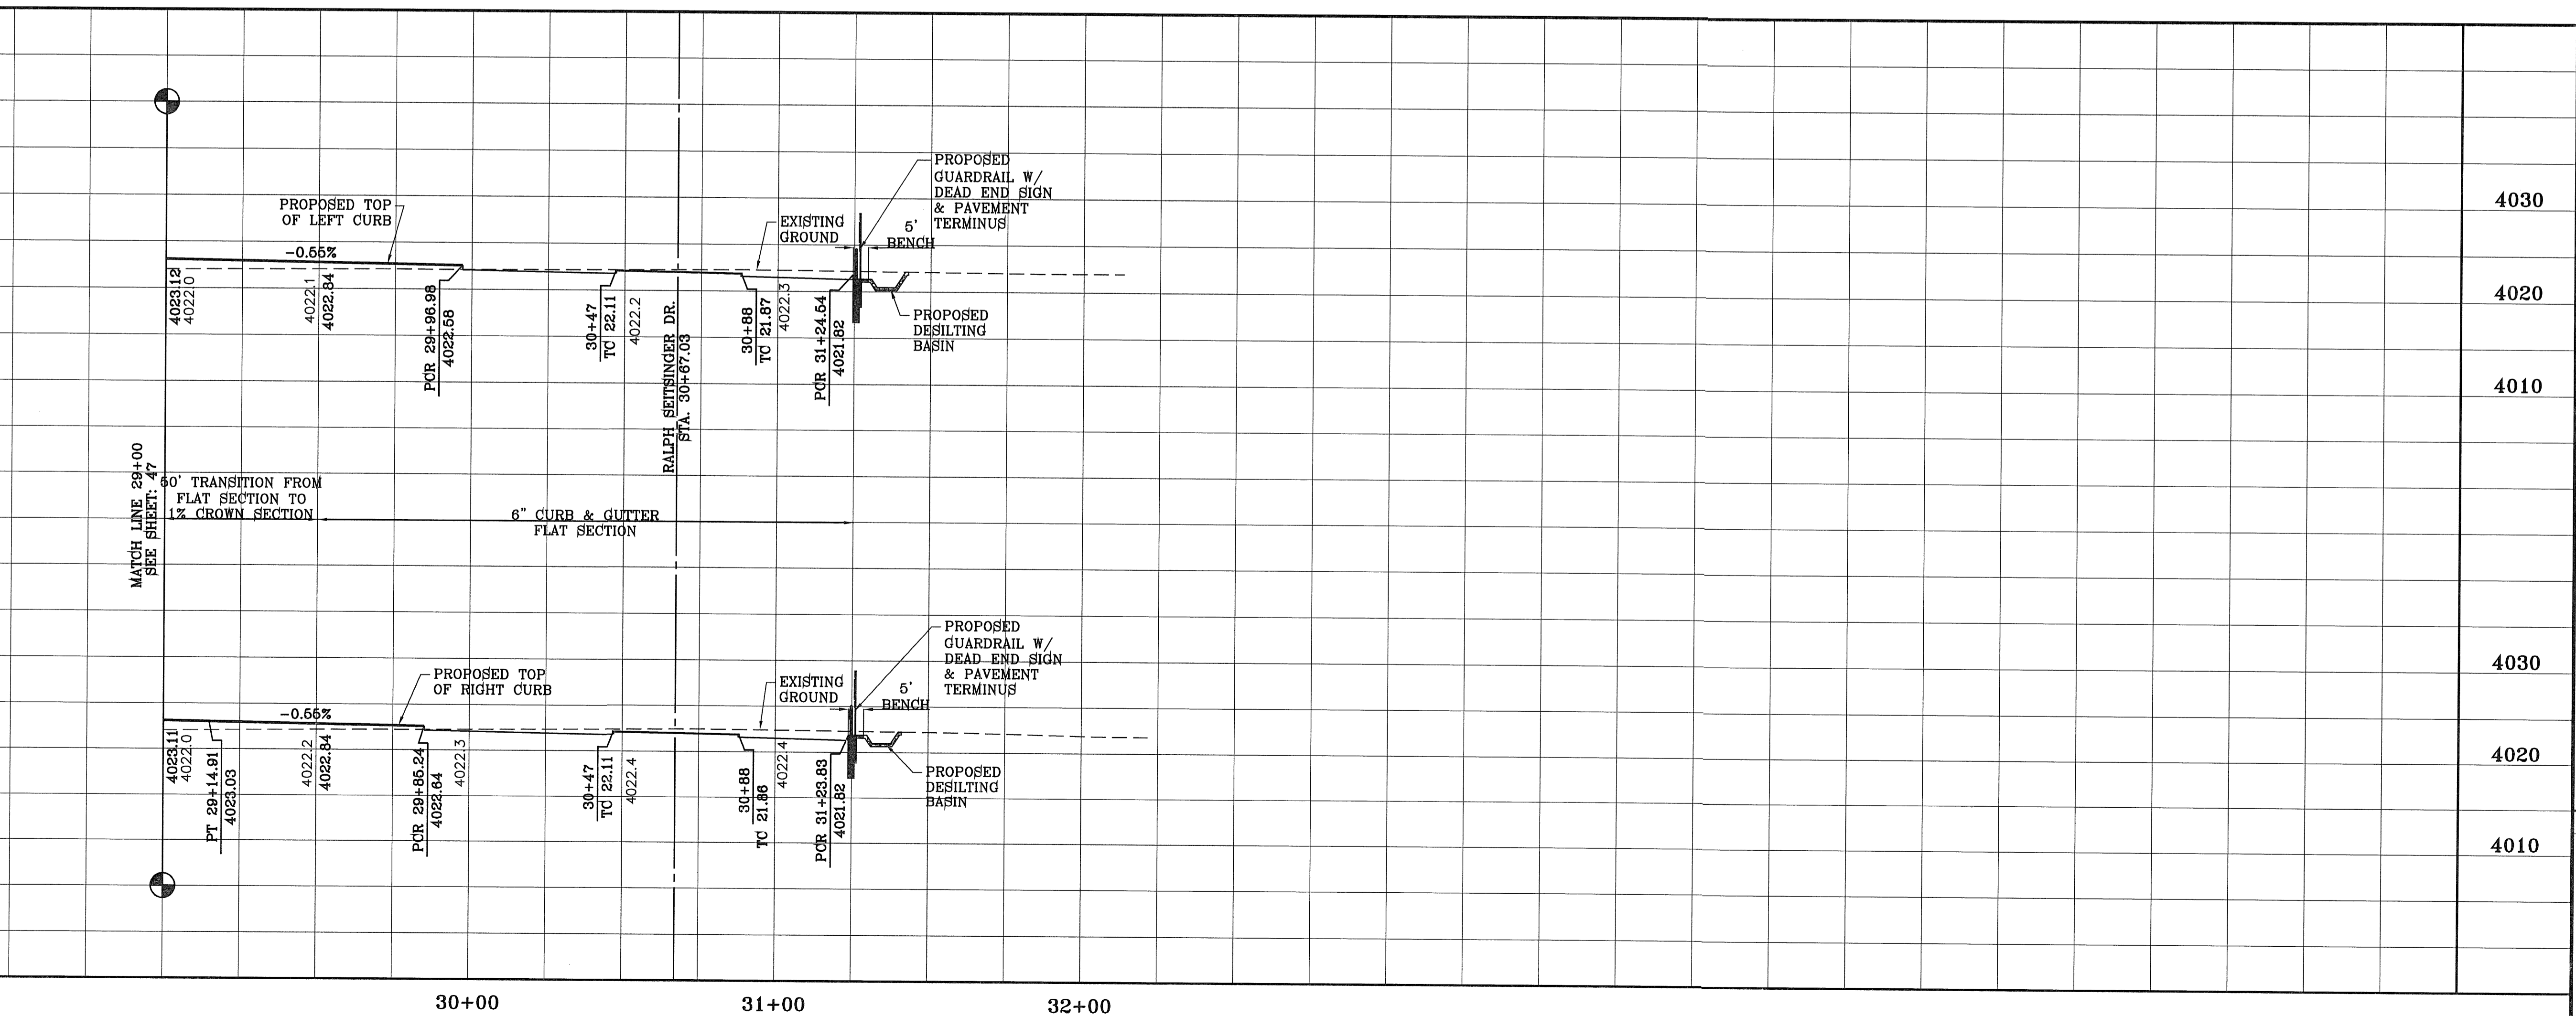 PROPOSED TOP
OF LEFT CURB
-0.55%
4023.12
4022.0
4022.1
4022.84
PCR 29+96.98
4022.58
30+47
TC 22.11
4022.2
RALPH SEITSINGER DR.
STA. 30+67.03
EXISTING
GROUND
30+88
TC 21.87
4022.3
PCR 31+24.54
4021.82
PROPOSED
GUARDRAIL W/
DEAD END SIGN
& PAVEMENT
TERMINUS
5'
BENCH
PROPOSED
DESILTING
BASIN
4030
4020
4010
MATCH LINE 29+00
SEE SHEET: 47
50' TRANSITION FROM
FLAT SECTION TO
1% CROWN SECTION
6" CURB & GUTTER
FLAT SECTION
PROPOSED TOP
OF RIGHT CURB
-0.55%
4023.11
4022.0
PT 29+14.91
4023.03
4022.2
4022.84
PCR 29+85.24
4022.64
4022.3
30+47
TC 22.11
4022.4
EXISTING
GROUND
30+88
TC 21.86
4022.4
PCR 31+23.83
4021.82
PROPOSED
GUARDRAIL W/
DEAD END SIGN
& PAVEMENT
TERMINUS
5'
BENCH
PROPOSED
DESILTING
BASIN
4030
4020
4010
30+00
31+00
32+00